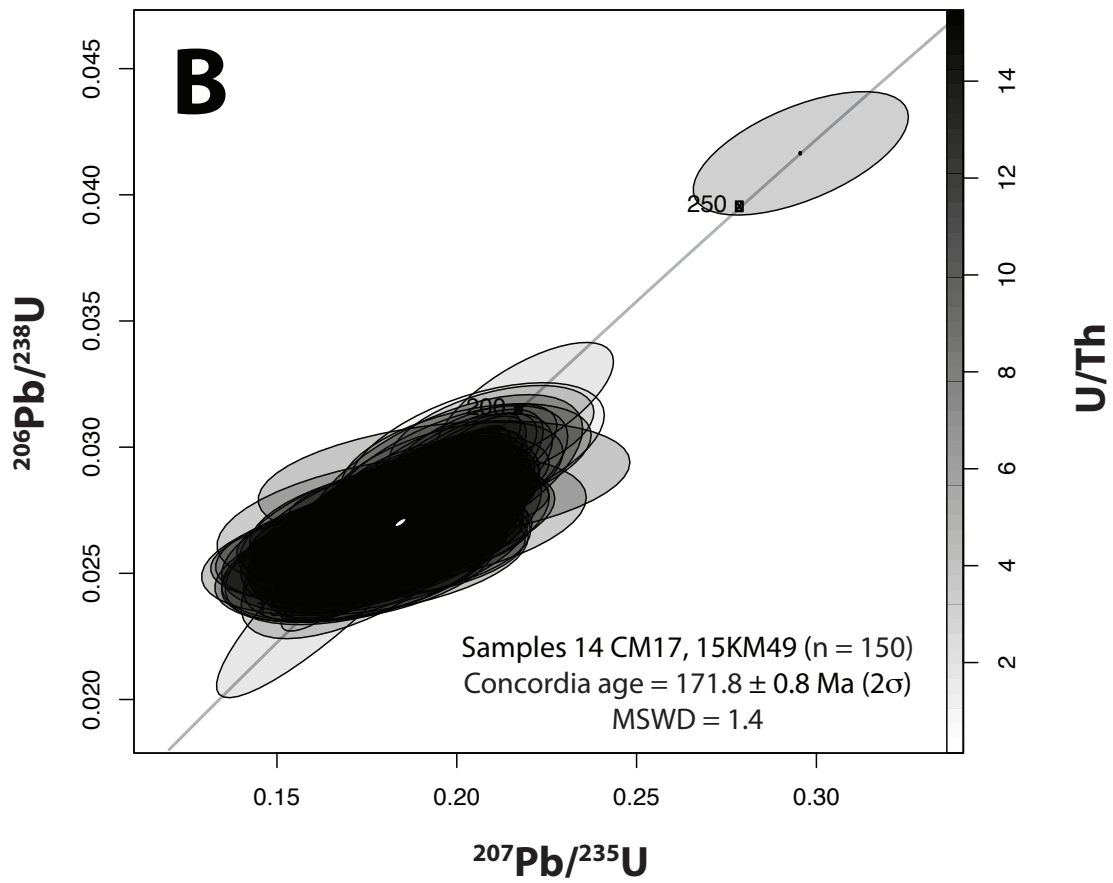 B
0.045
0.040
0.035
0.030
0.025
0.020
²⁰⁶Pb/²³⁸U
250
200
Samples 14 CM17, 15KM49 (n = 150)
Concordia age = 171.8 ± 0.8 Ma (2σ)
MSWD = 1.4
0.15 0.20 0.25 0.30
²⁰⁷Pb/²³⁵U
14
12
10
8
6
4
2
U/Th